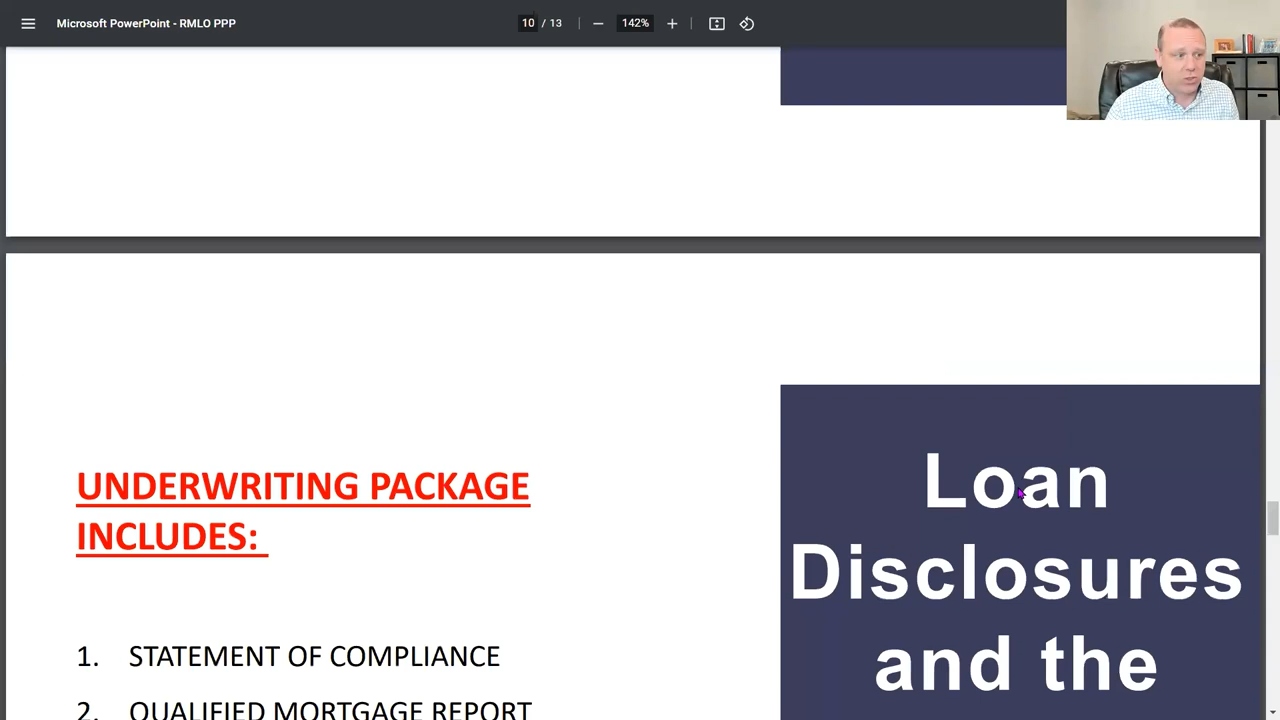 Microsoft PowerPoint - RMLO PPP
10 / 13
142%
UNDERWRITING PACKAGE
INCLUDES:
1. STATEMENT OF COMPLIANCE
2. QUALIFIED MORTGAGE REPORT
Loan
Disclosures
and the